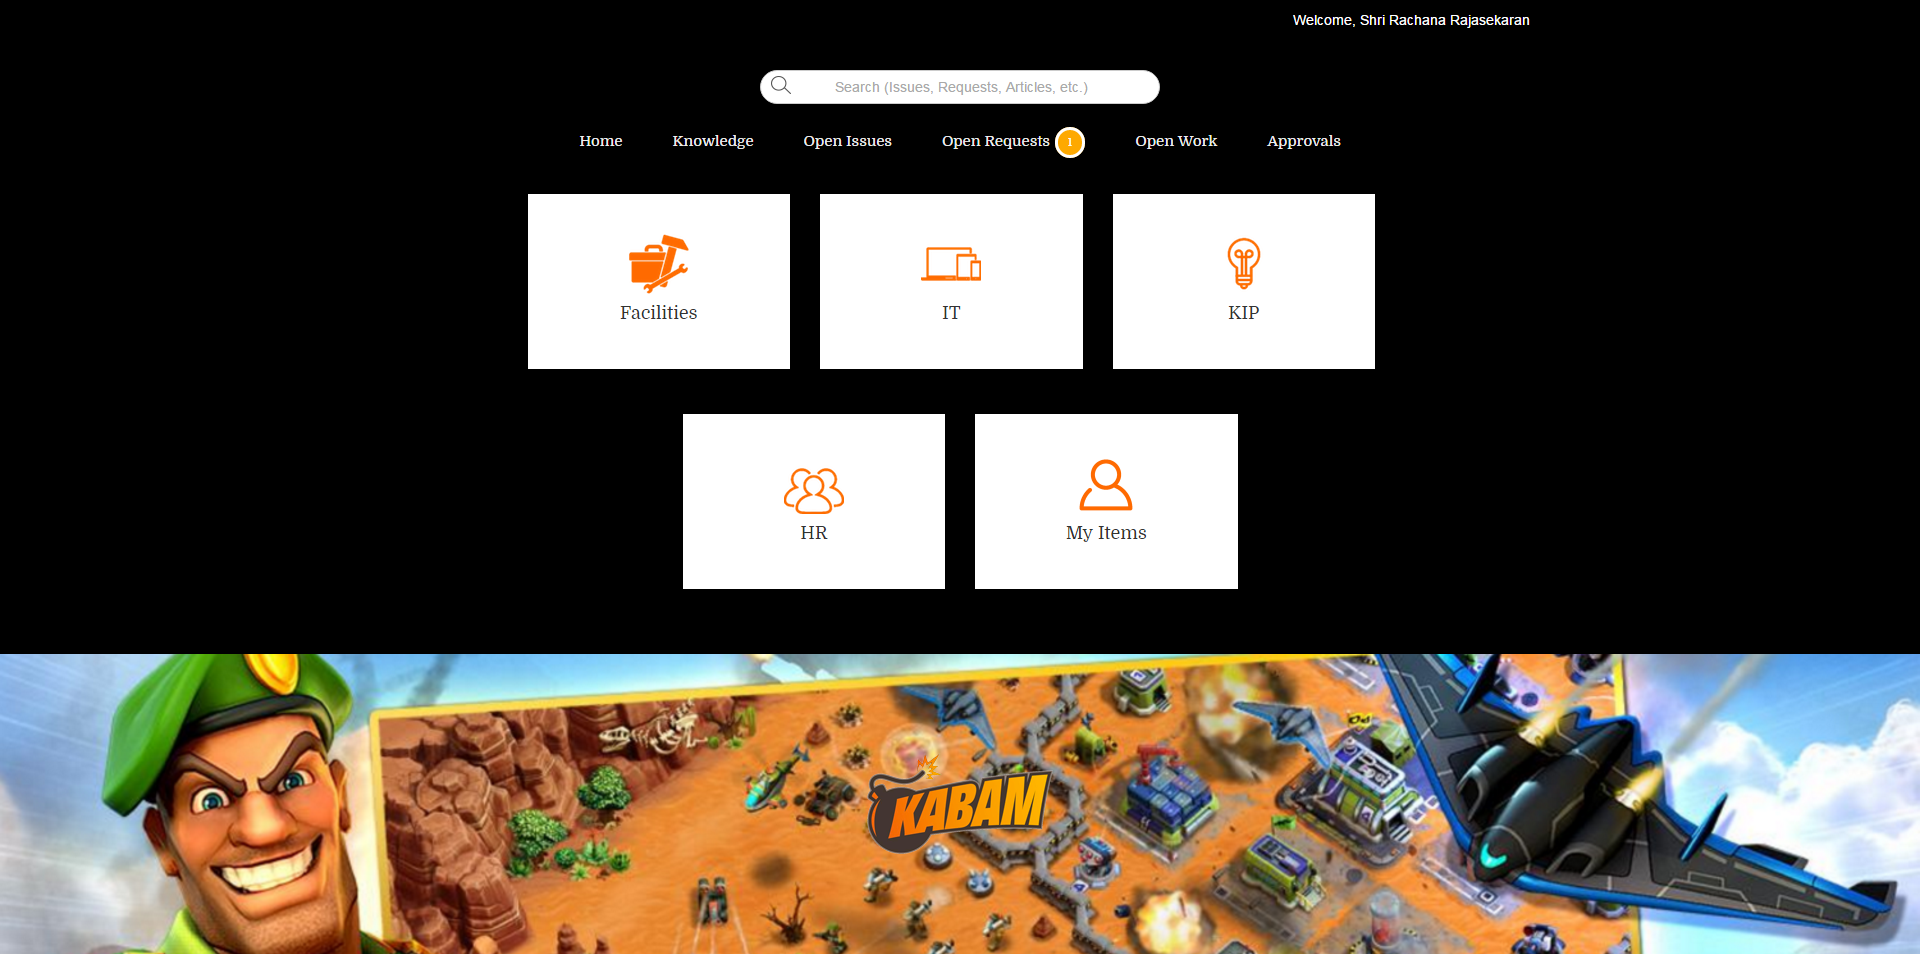 Welcome, Shri Rachana Rajasekaran
Search (Issues, Requests, Articles, etc.)
Home Knowledge Open Issues Open Requests 1 Open Work Approvals
Facilities IT KIP
HR My Items
KABAM